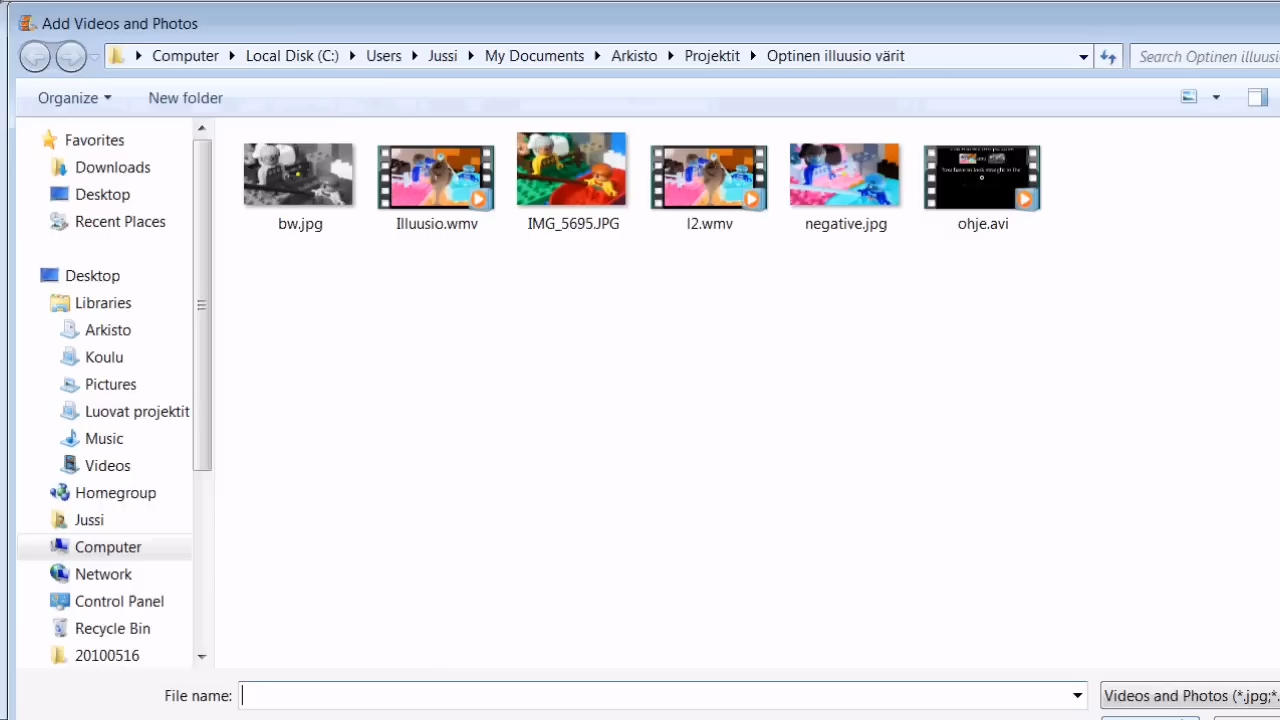 Add Videos and Photos
Computer Local Disk (C:) Users Jussi My Documents Arkisto Projektit Optinen illuusio värit
Search Optinen illuusi
Organize New folder
Favorites
Downloads
Desktop
Recent Places
Desktop
Libraries
Arkisto
Koulu
Pictures
Luovat projektit
Music
Videos
Homegroup
Jussi
Computer
Network
Control Panel
Recycle Bin
20100516
bw.jpg Illuusio.wmv IMG_5695.JPG I2.wmv negative.jpg ohje.avi
File name:
Videos and Photos (*.jpg;*.